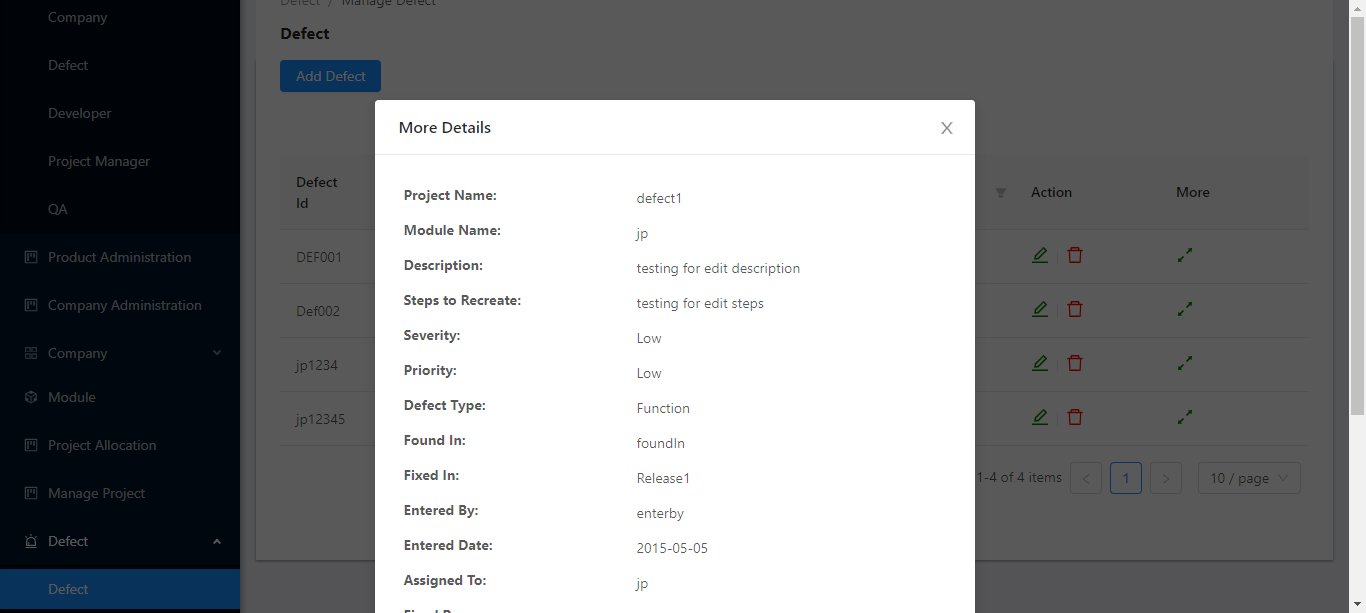 Company
Defect
Developer
Project Manager
QA
Product Administration
Company Administration
Company
Module
Project Allocation
Manage Project
Defect
Defect
Defect / Manage Defect
Defect
Add Defect
Defect Id
Action
More
DEF001
Def002
jp1234
jp12345
1-4 of 4 items
1
10 / page
More Details
Project Name: defect1
Module Name: jp
Description: testing for edit description
Steps to Recreate: testing for edit steps
Severity: Low
Priority: Low
Defect Type: Function
Found In: foundIn
Fixed In: Release1
Entered By: enterby
Entered Date: 2015-05-05
Assigned To: jp